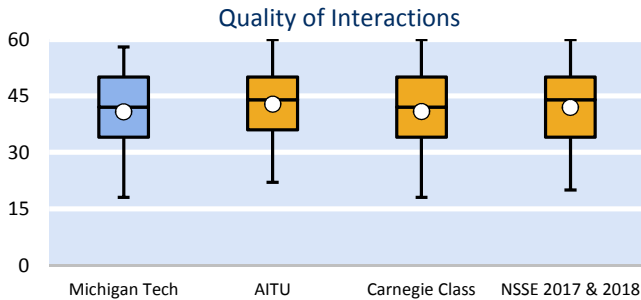 Quality of Interactions
60
45
30
15
0
Michigan Tech AITU Carnegie Class NSSE 2017 & 2018